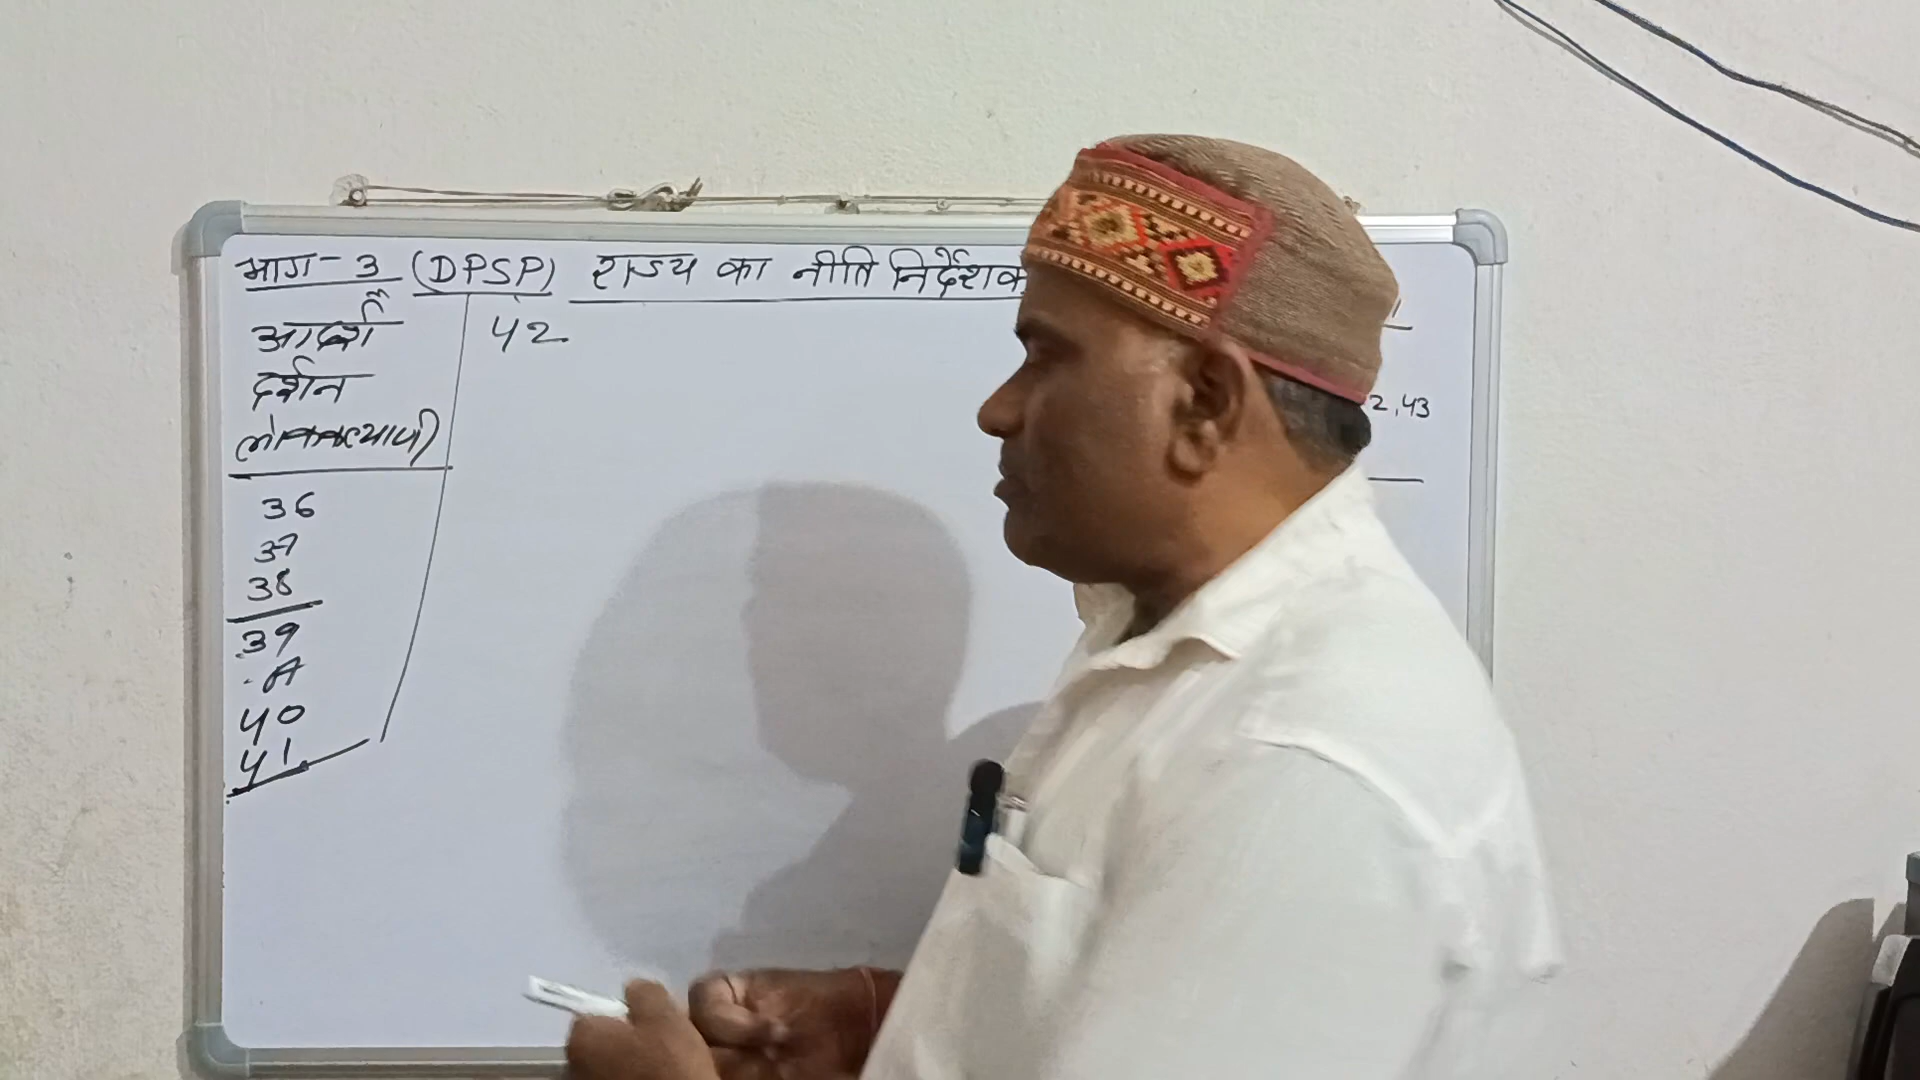 भाग-3 (DPSP) राज्य का नीति निर्देशक
आदर्श
42
दर्शन
लोककल्याणी
2,43
36
37
38
39
A
40
41